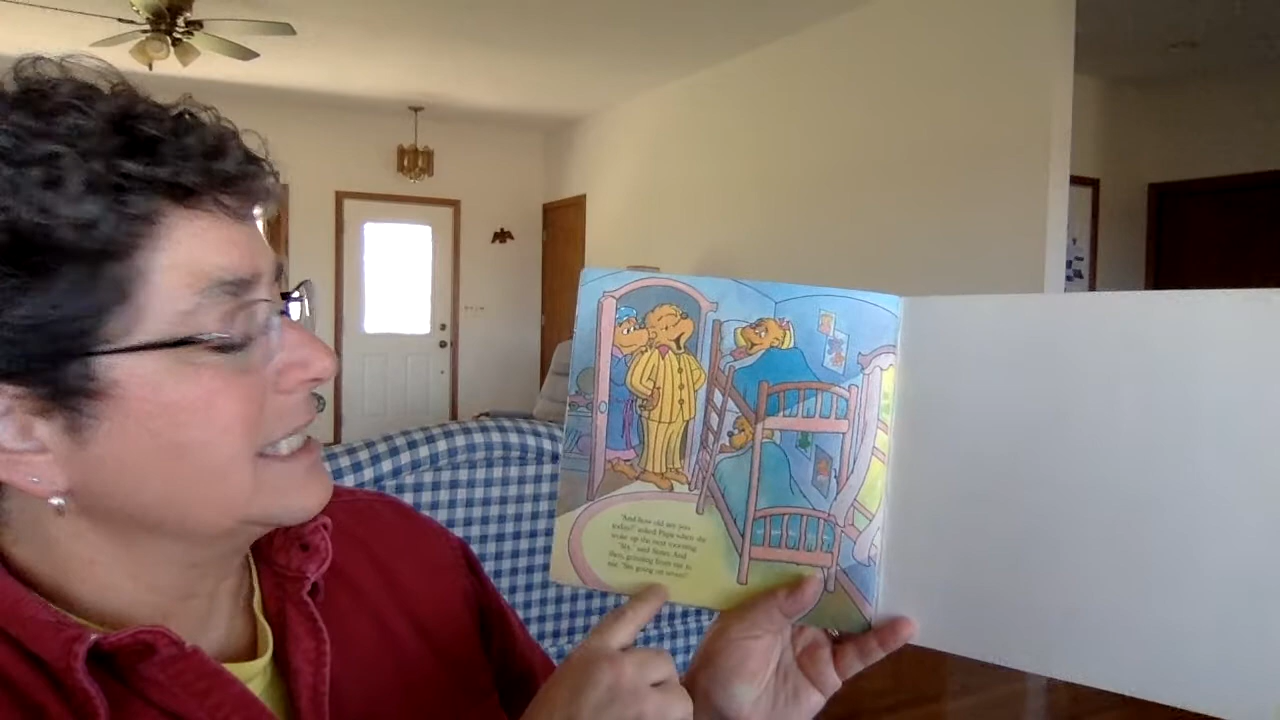 "And how old are you
today?" asked Papa when she
woke up the next morning.
"Six," said Sister. And
then, grinning from ear to
ear, "Six, going on seven!"